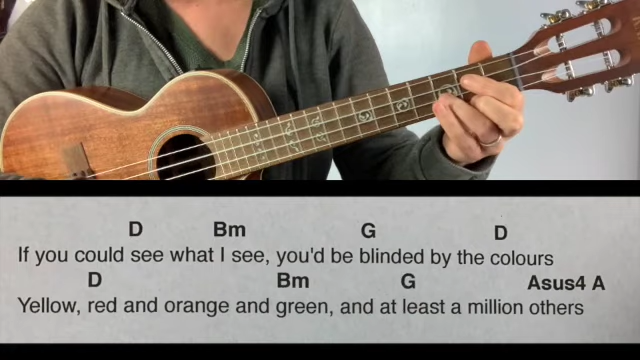 D Bm G D
If you could see what I see, you'd be blinded by the colours
D Bm G Asus4 A
Yellow, red and orange and green, and at least a million others